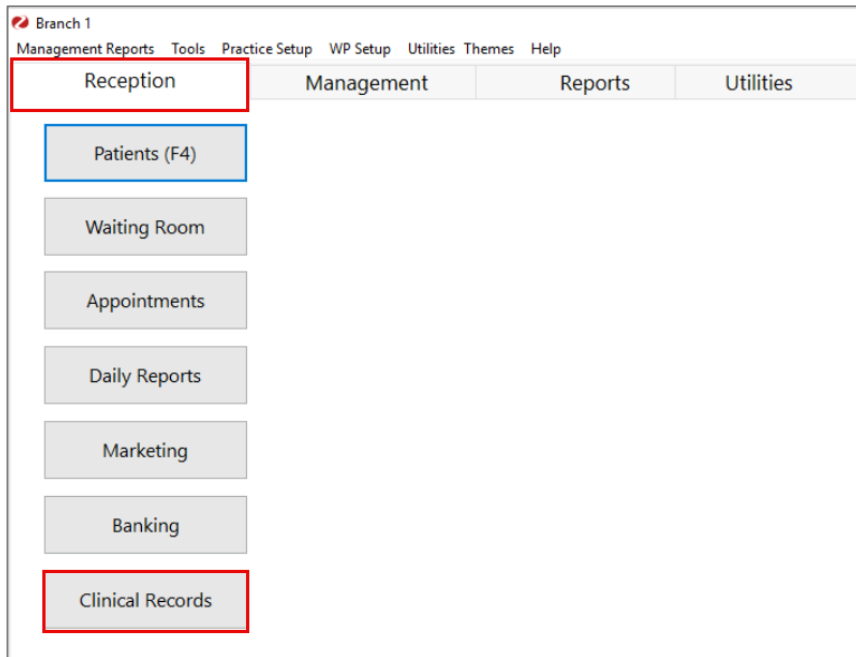 Branch 1
Management Reports Tools Practice Setup WP Setup Utilities Themes Help
Reception Management Reports Utilities
Patients (F4)
Waiting Room
Appointments
Daily Reports
Marketing
Banking
Clinical Records